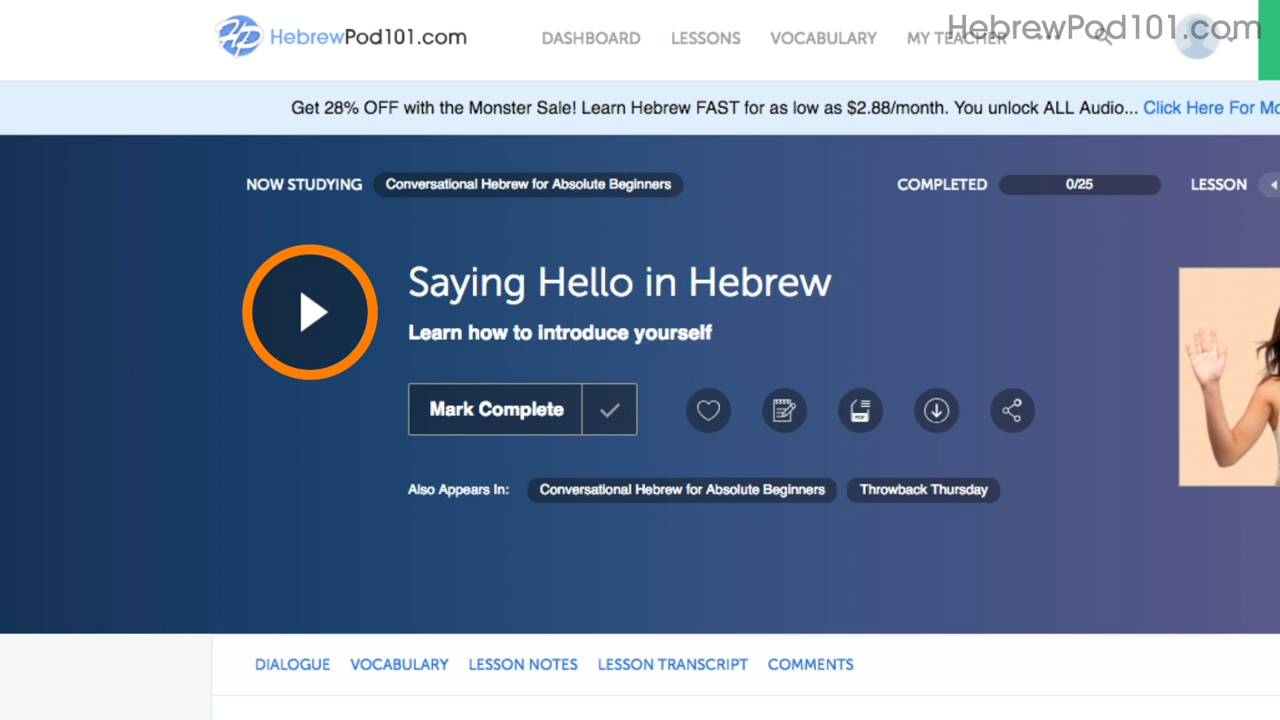 HebrewPod101.com
DASHBOARD LESSONS VOCABULARY MY TEACHER
HebrewPod101.com
Get 28% OFF with the Monster Sale! Learn Hebrew FAST for as low as $2.88/month. You unlock ALL Audio... Click Here For
NOW STUDYING Conversational Hebrew for Absolute Beginners COMPLETED 0/25 LESSON
Saying Hello in Hebrew
Learn how to introduce yourself
Mark Complete
PDF
Also Appears In: Conversational Hebrew for Absolute Beginners Throwback Thursday
DIALOGUE VOCABULARY LESSON NOTES LESSON TRANSCRIPT COMMENTS